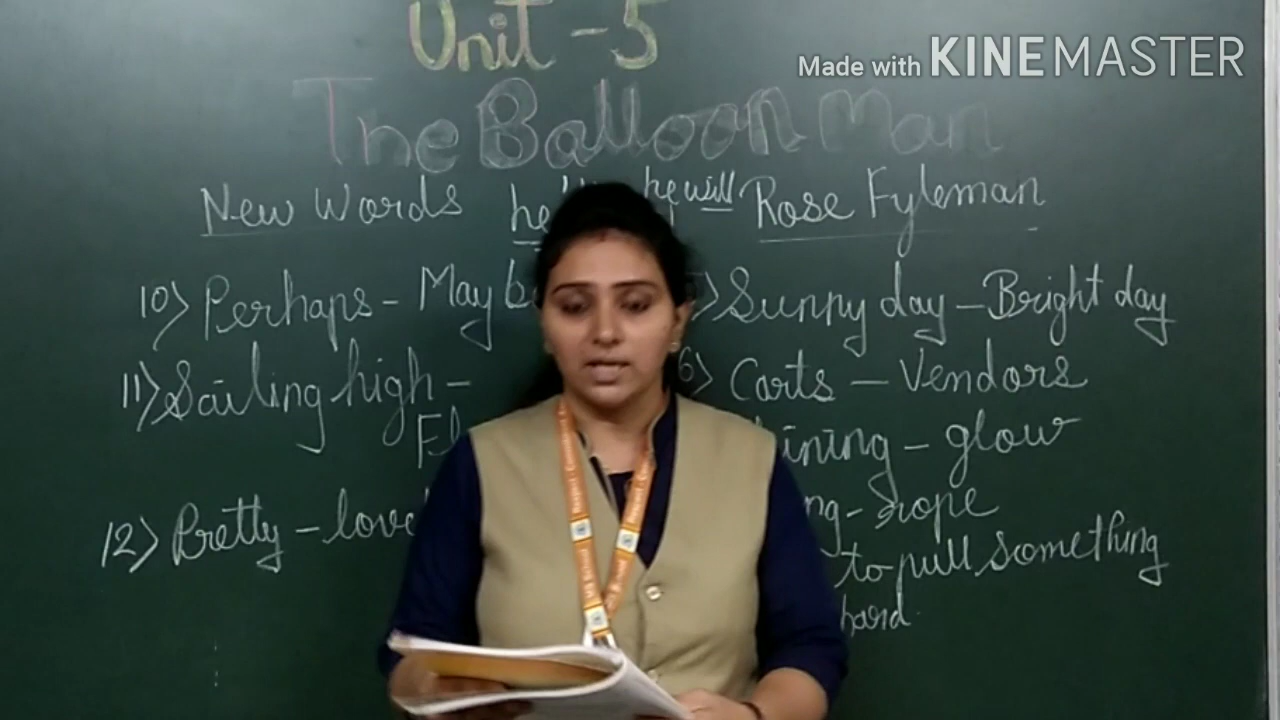 Unit - 5
Made with KINEMASTER
The Balloon Man
New Words he will Rose Fyleman
10) Perhaps - May
Sunny day - Bright day
11) Sailing high -
6) Carts - Vendors
glow
12) Pretty -
rope
to pull something
hard